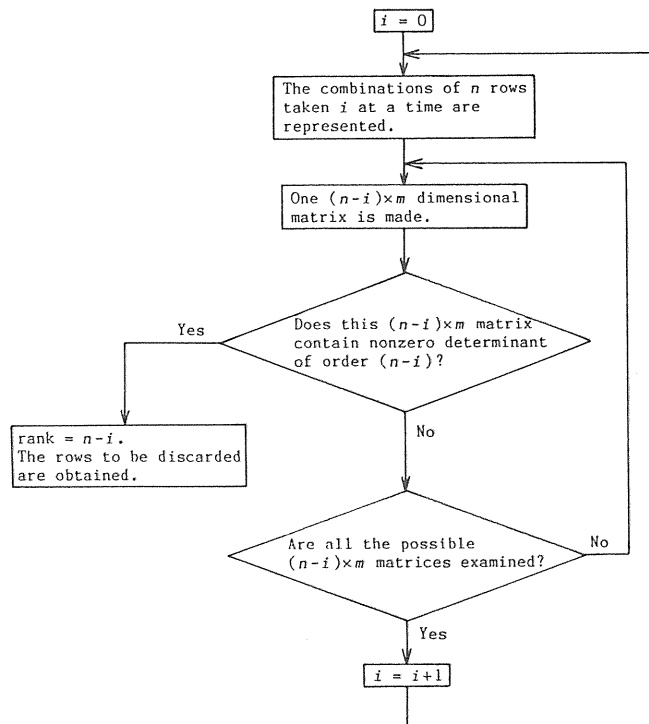 i = 0
The combinations of n rows
taken i at a time are
represented.
One (n-i)×m dimensional
matrix is made.
Does this (n-i)×m matrix
contain nonzero determinant
of order (n-i)?
Yes
rank = n-i.
The rows to be discarded
are obtained.
No
Are all the possible
(n-i)×m matrices examined?
No
Yes
i = i+1